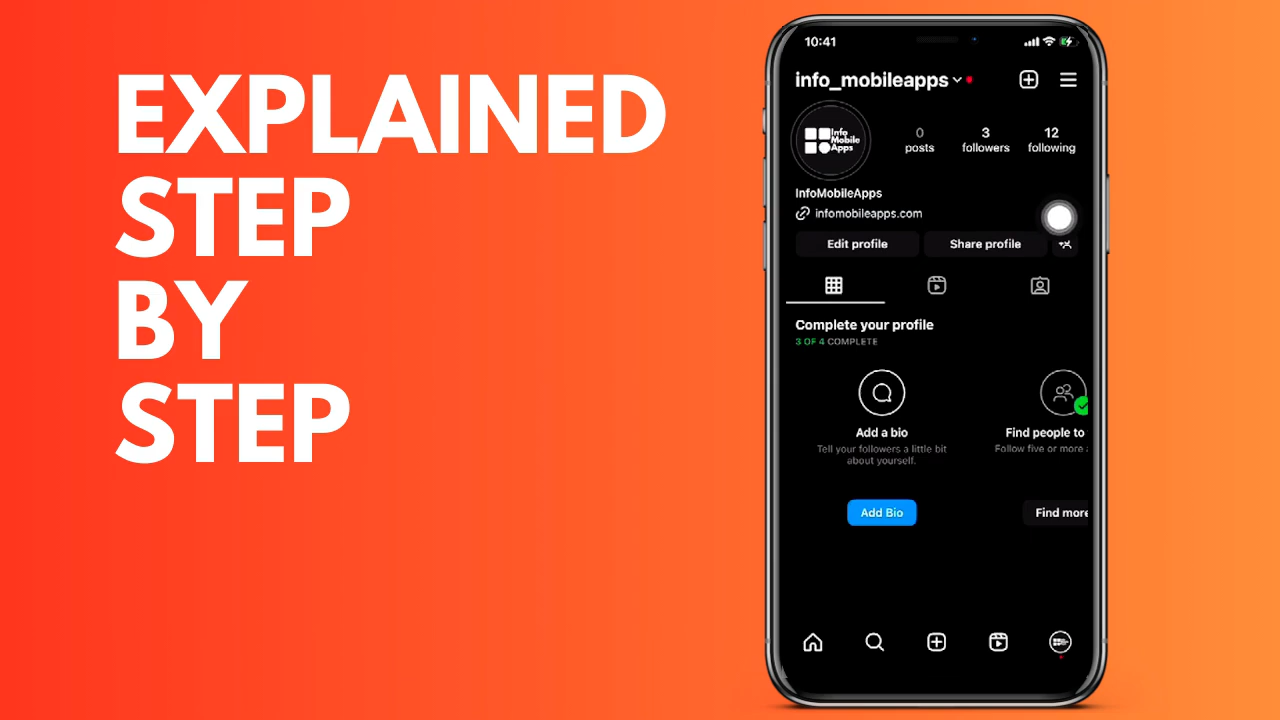 EXPLAINED
STEP
BY
STEP
10:41
info_mobileapps
Info
Mobile
Apps
0
posts
3
followers
12
following
InfoMobileApps
infomobileapps.com
Edit profile
Share profile
Complete your profile
3 OF 4 COMPLETE
Add a bio
Tell your followers a little bit
about yourself.
Add Bio
Find people to
Follow five or more
Find more